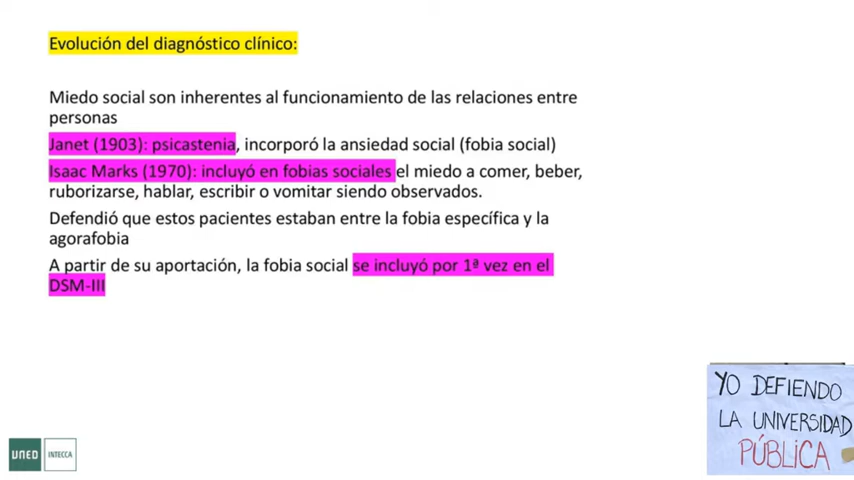 Evolución del diagnóstico clínico:
Miedo social son inherentes al funcionamiento de las relaciones entre
personas
Janet (1903): psicastenia, incorporó la ansiedad social (fobia social)
Isaac Marks (1970): incluyó en fobias sociales el miedo a comer, beber,
ruborizarse, hablar, escribir o vomitar siendo observados.
Defendió que estos pacientes estaban entre la fobia específica y la
agorafobia
A partir de su aportación, la fobia social se incluyó por 1ª vez en el
DSM-III
YO DEFIENDO
LA UNIVERSIDAD
PÚBLICA
UNED INTECCA